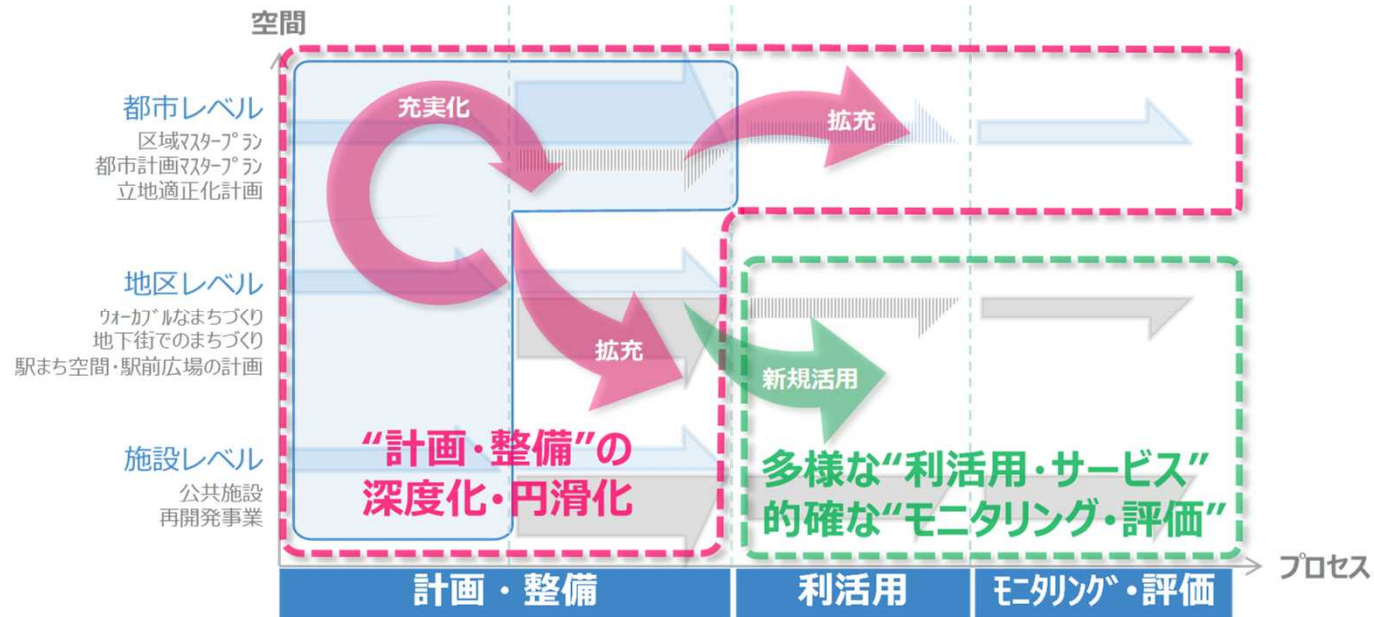 空間
都市レベル
区域マスタープラン
都市計画マスタープラン
立地適正化計画
充実化
拡充
地区レベル
ウォーカブルなまちづくり
地下街でのまちづくり
駅まち空間・駅前広場の計画
拡充
新規活用
施設レベル
公共施設
再開発事業
“計画・整備”の
深度化・円滑化
多様な“利活用・サービス”
的確な“モニタリング・評価”
プロセス
計画・整備
利活用
モニタリング・評価